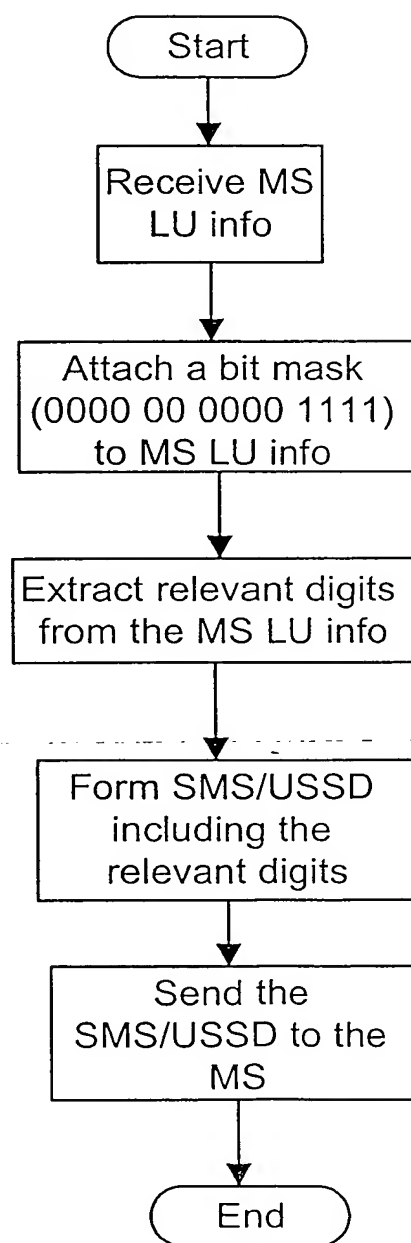 Start
Receive MS
LU info
Attach a bit mask
(0000 00 0000 1111)
to MS LU info
Extract relevant digits
from the MS LU info
Form SMS/USSD
including the
relevant digits
Send the
SMS/USSD to the
MS
End